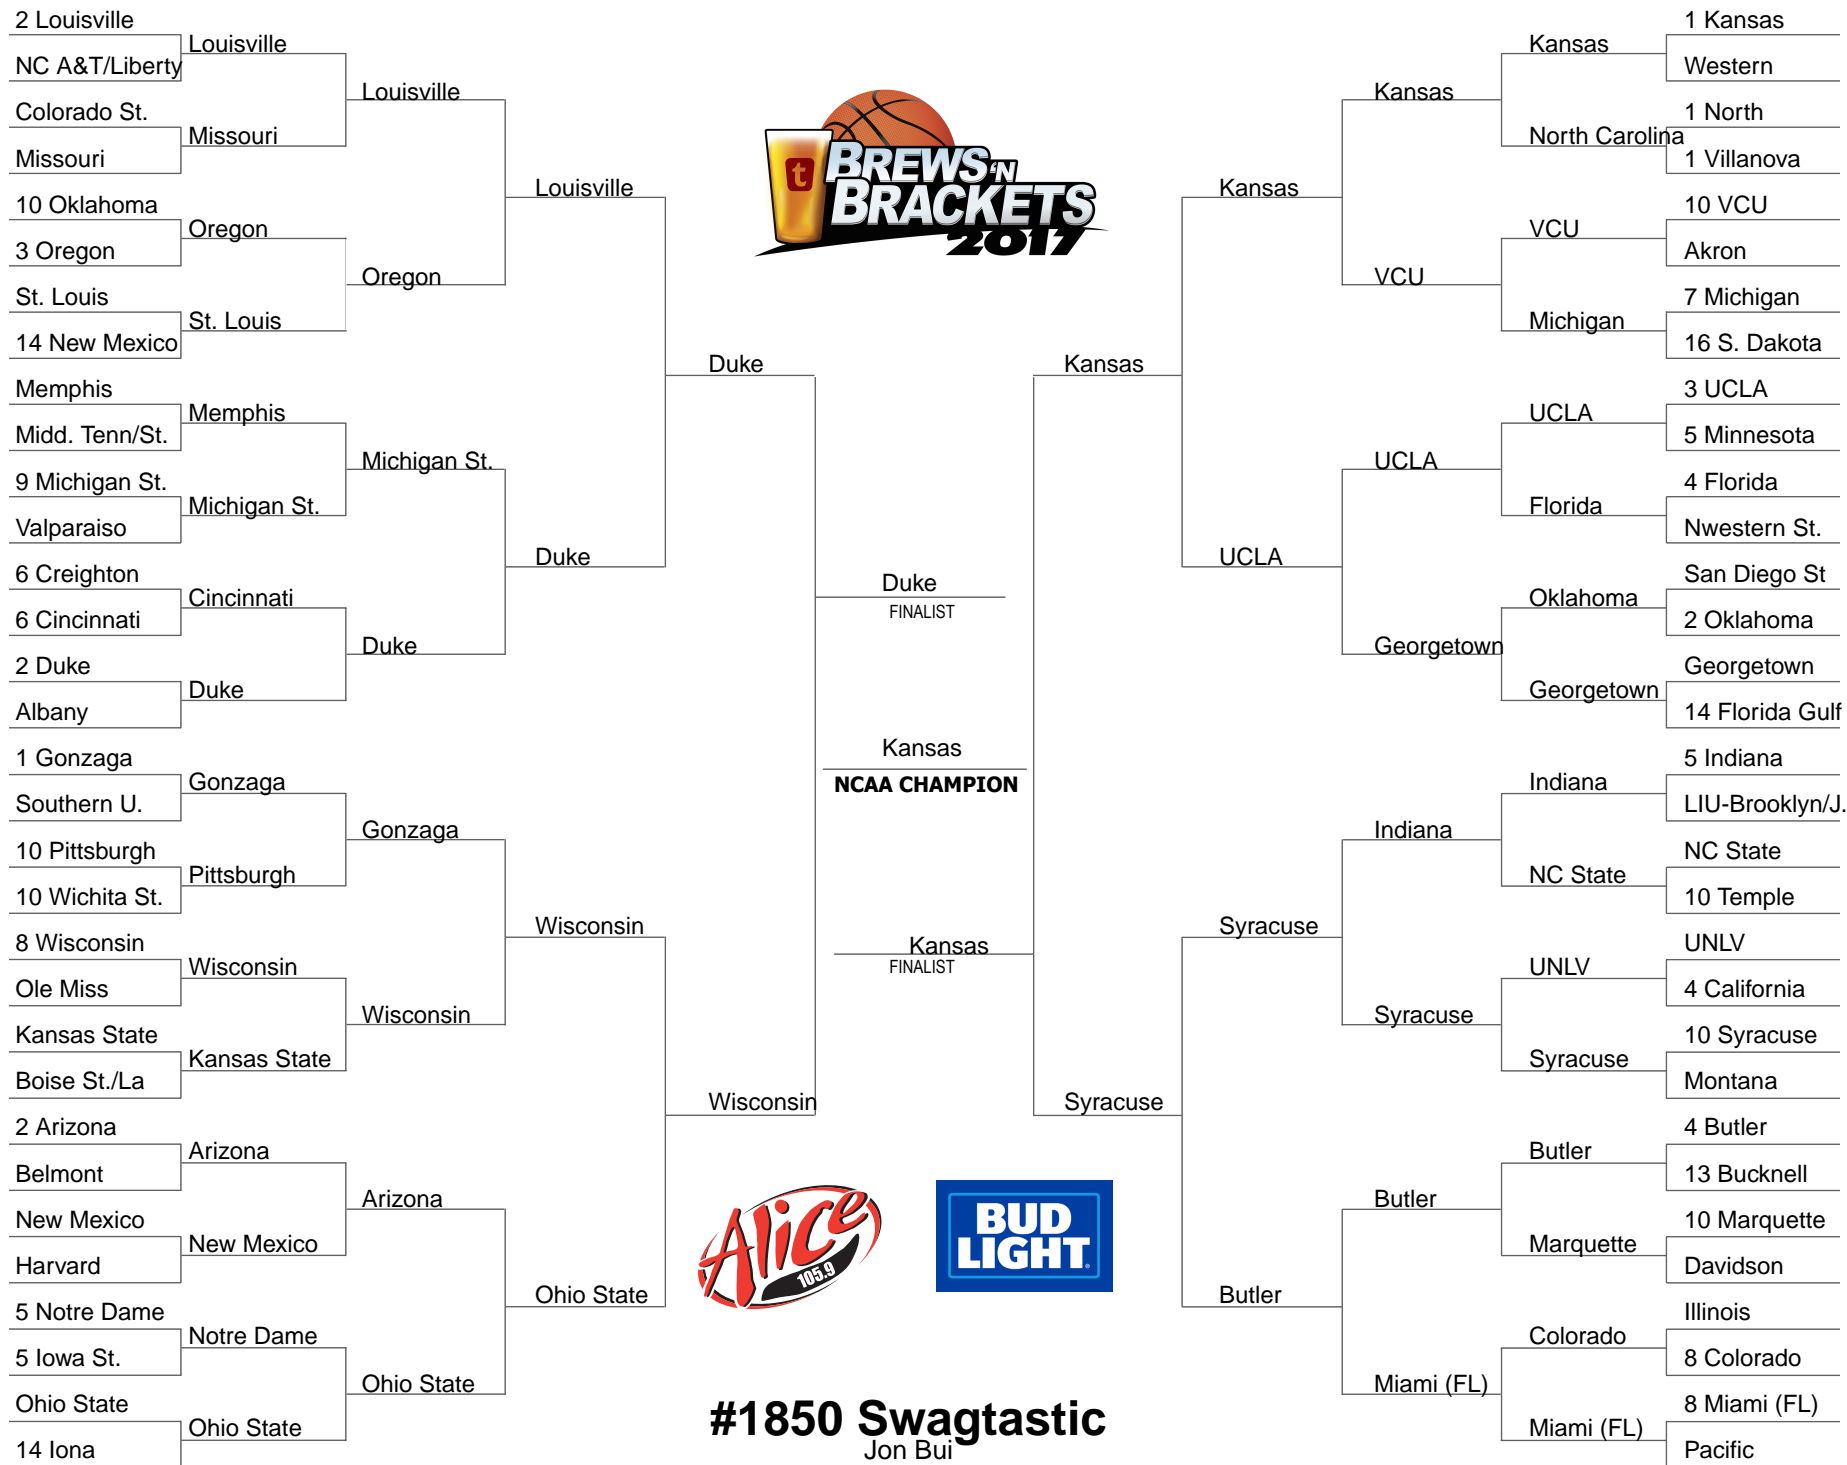 2 Louisville
NC A&T/Liberty
Colorado St.
Missouri
10 Oklahoma
3 Oregon
St. Louis
14 New Mexico
Memphis
Midd. Tenn/St.
9 Michigan St.
Valparaiso
6 Creighton
6 Cincinnati
2 Duke
Albany
1 Gonzaga
Southern U.
10 Pittsburgh
10 Wichita St.
8 Wisconsin
Ole Miss
Kansas State
Boise St./La
2 Arizona
Belmont
New Mexico
Harvard
5 Notre Dame
5 Iowa St.
Ohio State
14 Iona
Louisville
Missouri
Oregon
St. Louis
Memphis
Michigan St.
Cincinnati
Duke
Gonzaga
Pittsburgh
Wisconsin
Kansas State
Arizona
New Mexico
Notre Dame
Ohio State
Louisville
Oregon
Michigan St.
Duke
Gonzaga
Wisconsin
Arizona
Ohio State
Louisville
Duke
Wisconsin
Ohio State
Duke
Wisconsin
t
BREWS 'N
BRACKETS
2017
Duke
FINALIST
Kansas
NCAA CHAMPION
Kansas
FINALIST
Alice
105.9
BUD
LIGHT
#1850 Swagtastic
Jon Bui
Kansas
Syracuse
Kansas
UCLA
Syracuse
Butler
Kansas
VCU
UCLA
Georgetown
Indiana
Syracuse
Butler
Miami (FL)
Kansas
North Carolina
VCU
Michigan
UCLA
Florida
Oklahoma
Georgetown
Indiana
NC State
UNLV
Syracuse
Butler
Marquette
Colorado
Miami (FL)
1 Kansas
Western
1 North
1 Villanova
10 VCU
Akron
7 Michigan
16 S. Dakota
3 UCLA
5 Minnesota
4 Florida
Nwestern St.
San Diego St
2 Oklahoma
Georgetown
14 Florida Gulf
5 Indiana
LIU-Brooklyn/J.
NC State
10 Temple
UNLV
4 California
10 Syracuse
Montana
4 Butler
13 Bucknell
10 Marquette
Davidson
Illinois
8 Colorado
8 Miami (FL)
Pacific